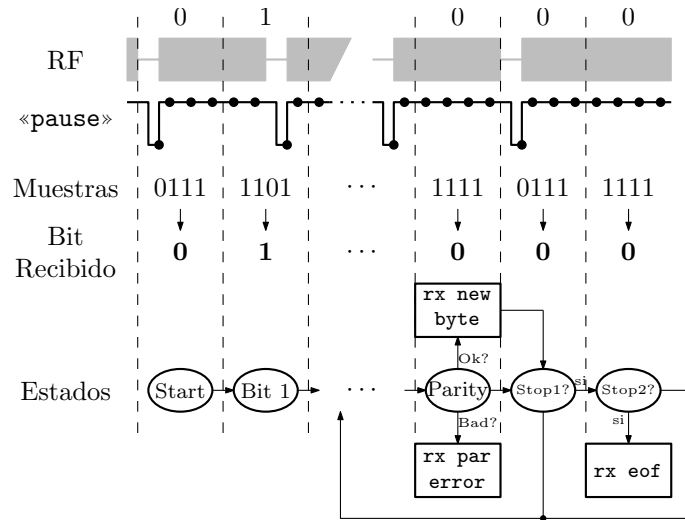 0 1 0 0 0
RF
«pause»
Muestras 0111 1101 ··· 1111 0111 1111
Bit
Recibido
0 1 ··· 0 0 0
rx new
byte
Ok?
Estados Start Bit 1 ··· Parity Stop1? si Stop2?
Bad? si
rx par
error
rx eof